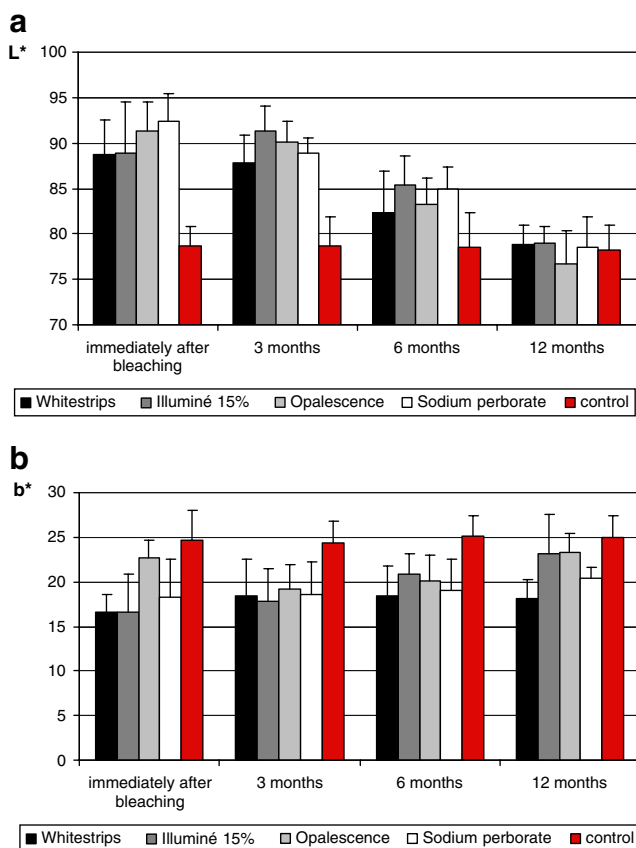 a
L*
100
95
90
85
80
75
70
immediately after
bleaching
3 months
6 months
12 months
Whitestrips Illuminé 15% Opalescence Sodium perborate control
b
b*
30
25
20
15
10
5
0
immediately after
bleaching
3 months
6 months
12 months
Whitestrips Illuminé 15% Opalescence Sodium perborate control